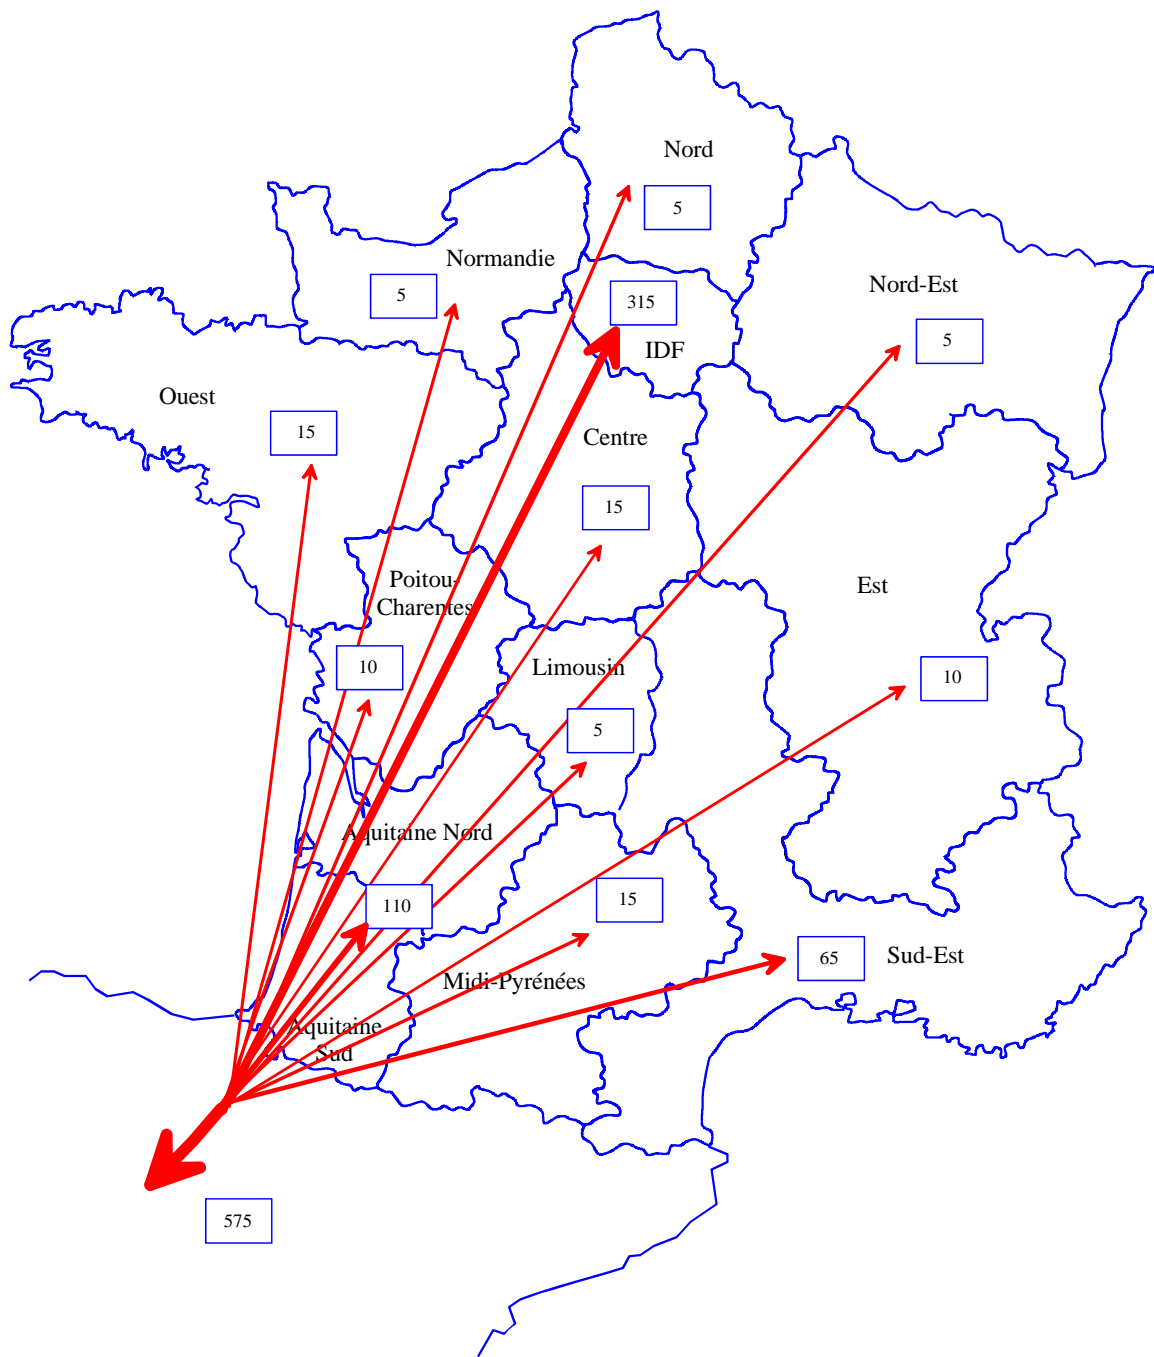 Nord
5
Normandie
5
315
IDF
Nord-Est
5
Ouest
15
Centre
15
Poitou-
Charentes
10
Est
10
Limousin
5
Aquitaine Nord
110
15
Midi-Pyrénées
65
Sud-Est
Aquitaine
Sud
575